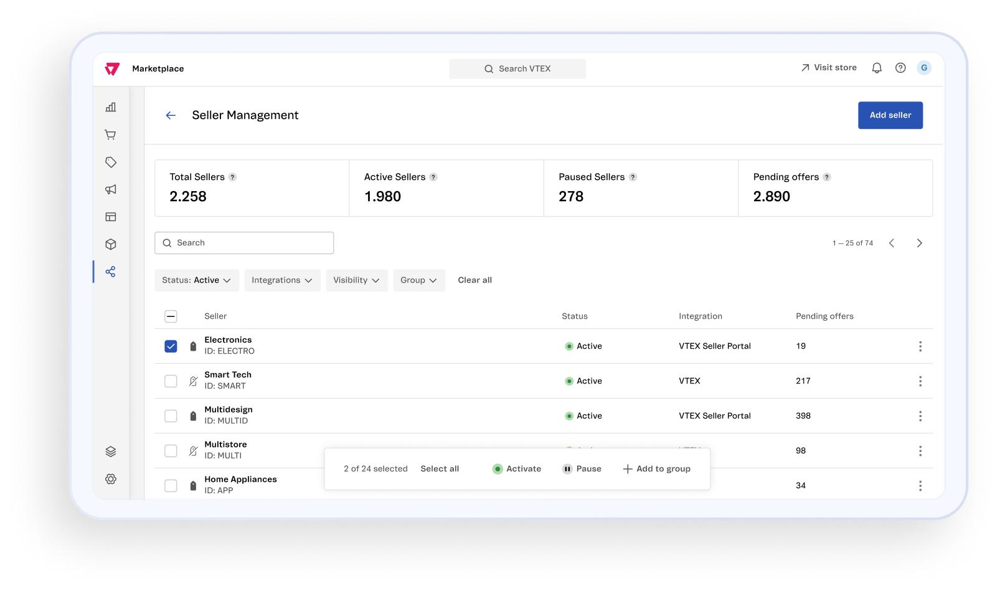 Marketplace
Search VTEX
Visit store
?
G
Seller Management
Add seller
Total Sellers ?
2.258
Active Sellers ?
1.980
Paused Sellers ?
278
Pending offers ?
2.890
Search
1 — 25 of 74
Status: Active
Integrations
Visibility
Group
Clear all
Seller Status Integration Pending offers
Electronics
ID: ELECTRO
Active
VTEX Seller Portal
19
Smart Tech
ID: SMART
Active
VTEX
217
Multidesign
ID: MULTID
Active
VTEX Seller Portal
398
Multistore
ID: MULTI
98
2 of 24 selected Select all Activate Pause Add to group
Home Appliances
ID: APP
34